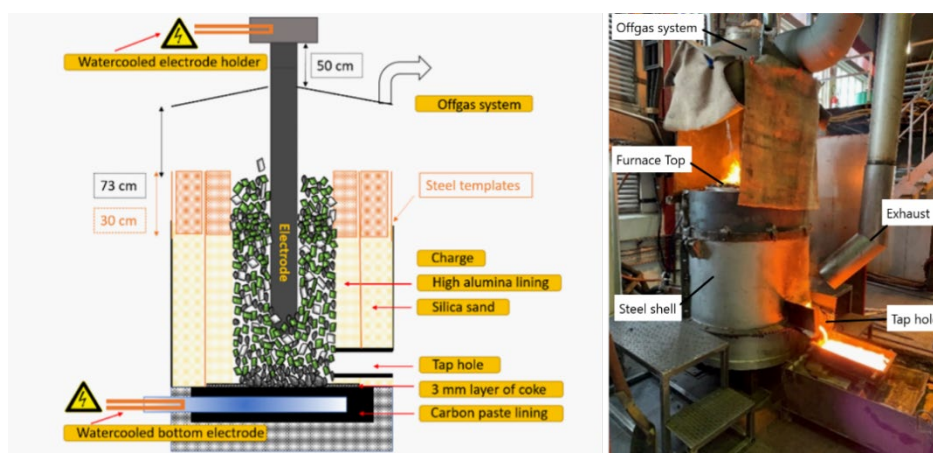 Watercooled electrode holder
50 cm
Offgas system
73 cm
30 cm
Steel templates
Electrode
Charge
High alumina lining
Silica sand
Tap hole
3 mm layer of coke
Carbon paste lining
Watercooled bottom electrode
Offgas system
Furnace Top
Exhaust
Steel shell
Tap hole